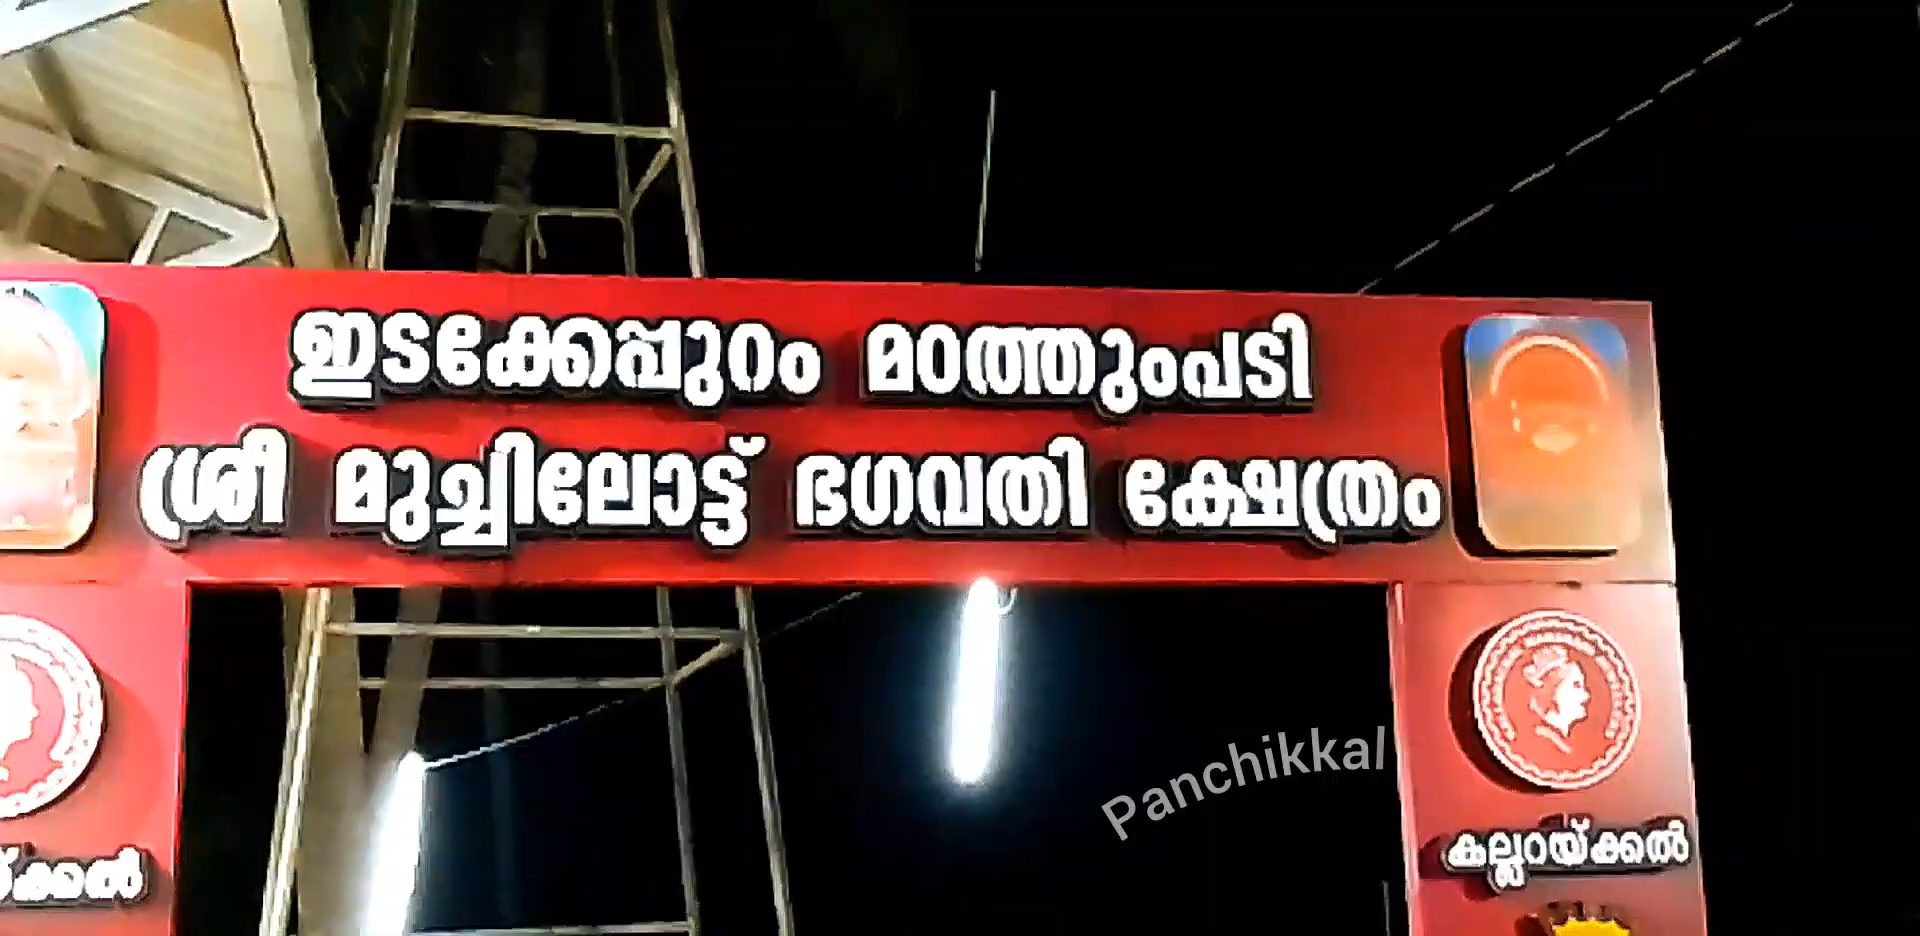 ഇടക്കേപ്പുറം മഠത്തുംപടി
ശ്രീ മുച്ചിലോട്ട് ഭഗവതി ക്ഷേത്രം
Panchikkal
കല്ലറയ്ക്കൽ